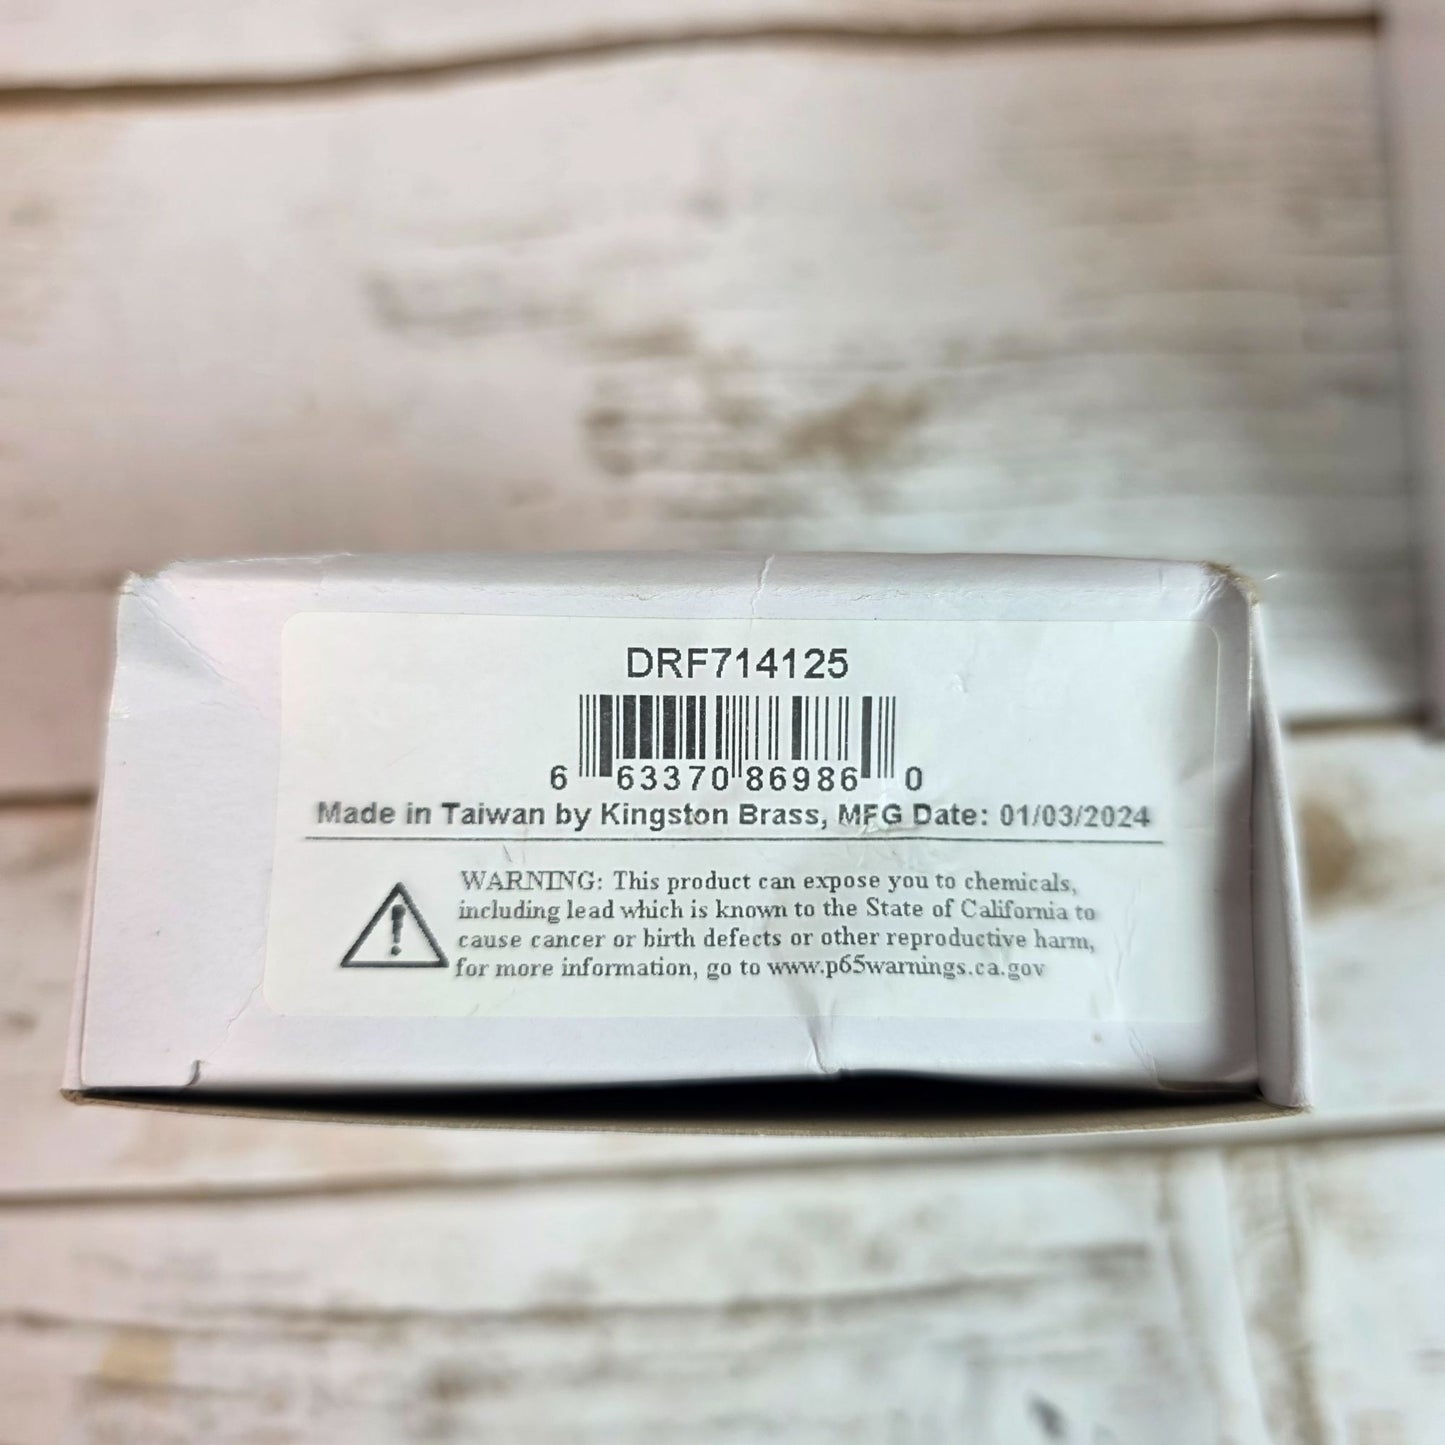 DRF714125
6 63370 86986 0
Made in Taiwan by Kingston Brass, MFG Date: 01/03/2024
WARNING: This product can expose you to chemicals,
including lead which is known to the State of California to
cause cancer or birth defects or other reproductive harm,
for more information, go to www.p65warnings.ca.gov